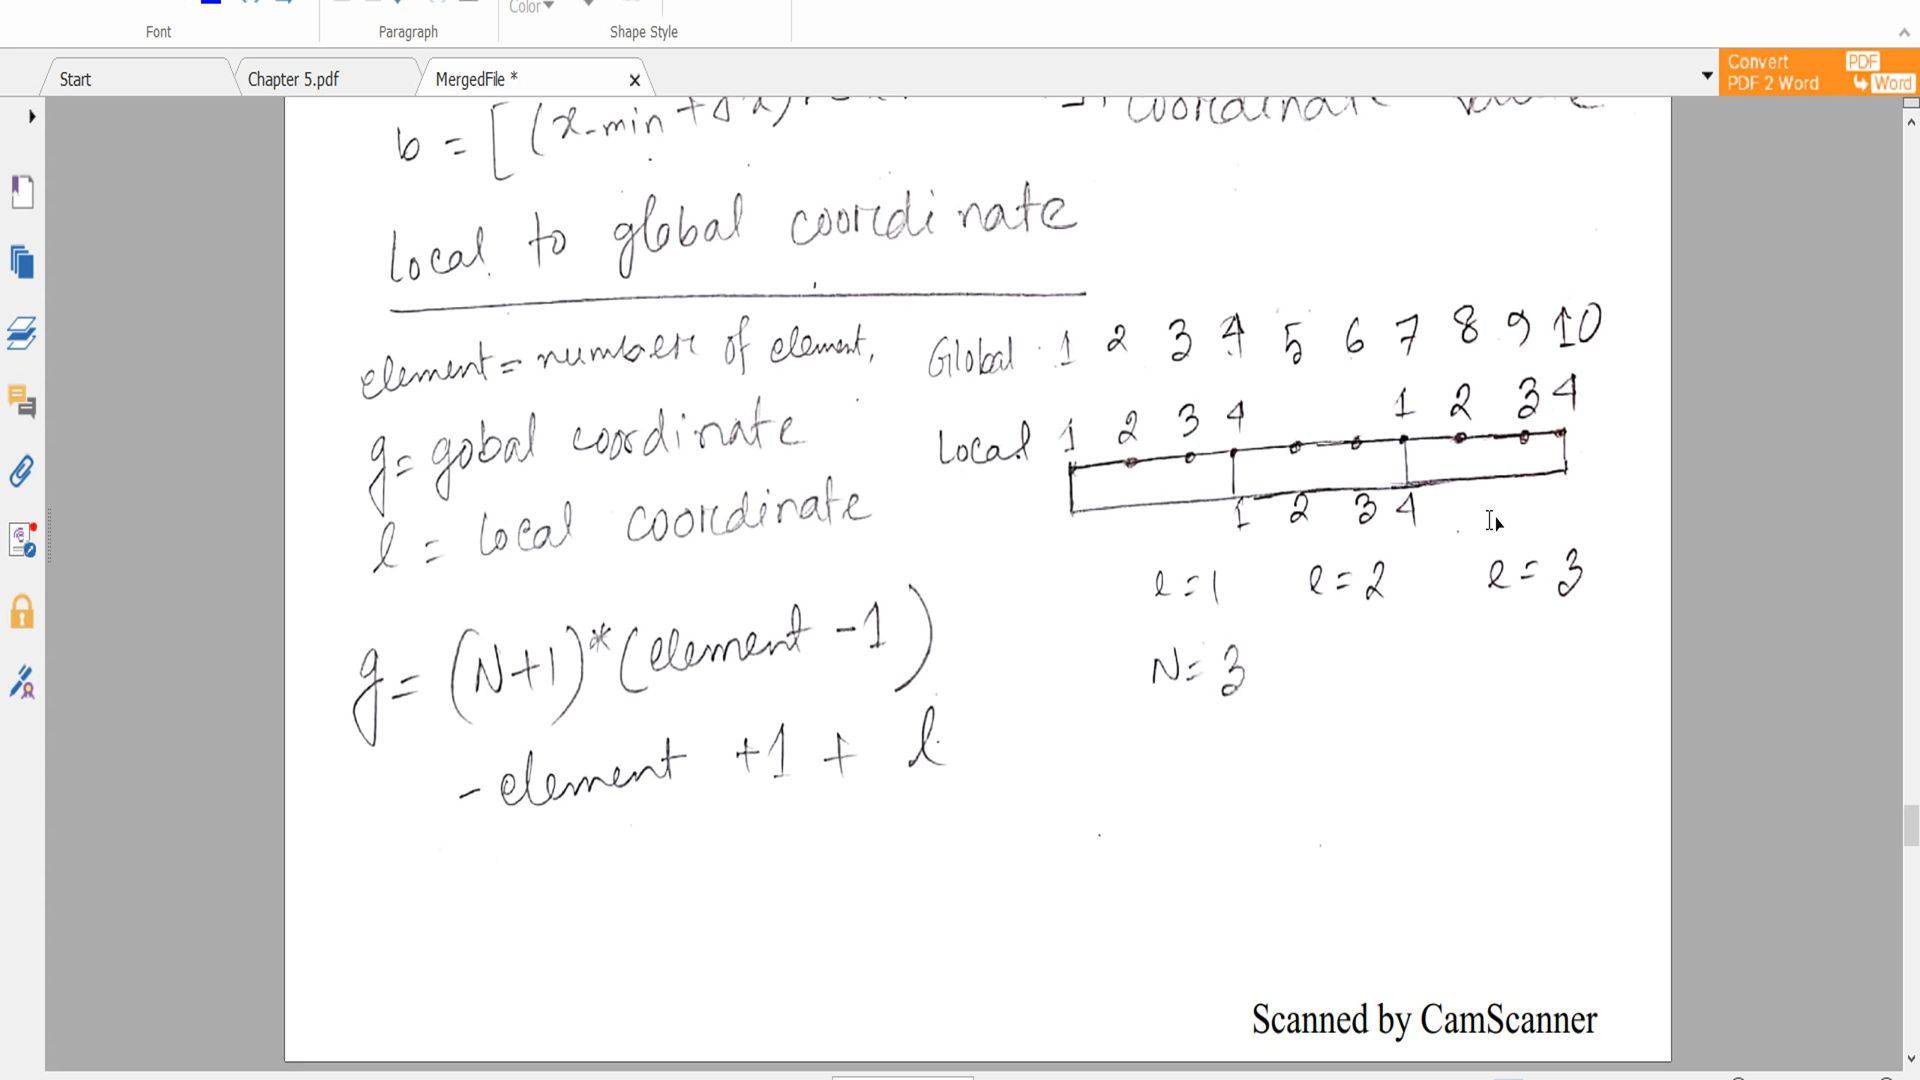 Color
Font Paragraph Shape Style
Start Chapter 5.pdf MergedFile *
Convert PDF
PDF 2 Word Word
b = [ (x-min +
coordinate
Local to global coordinate
element = number of element,
g = gobal coordinate
l = local coordinate
g = (N+1)* (element -1)
- element +1 + l
Global 1 2 3 4 5 6 7 8 9 10
Local 1 2 3 4 1 2 3 4
1 2 3 4
e = 1 e = 2 e = 3
N = 3
Scanned by CamScanner